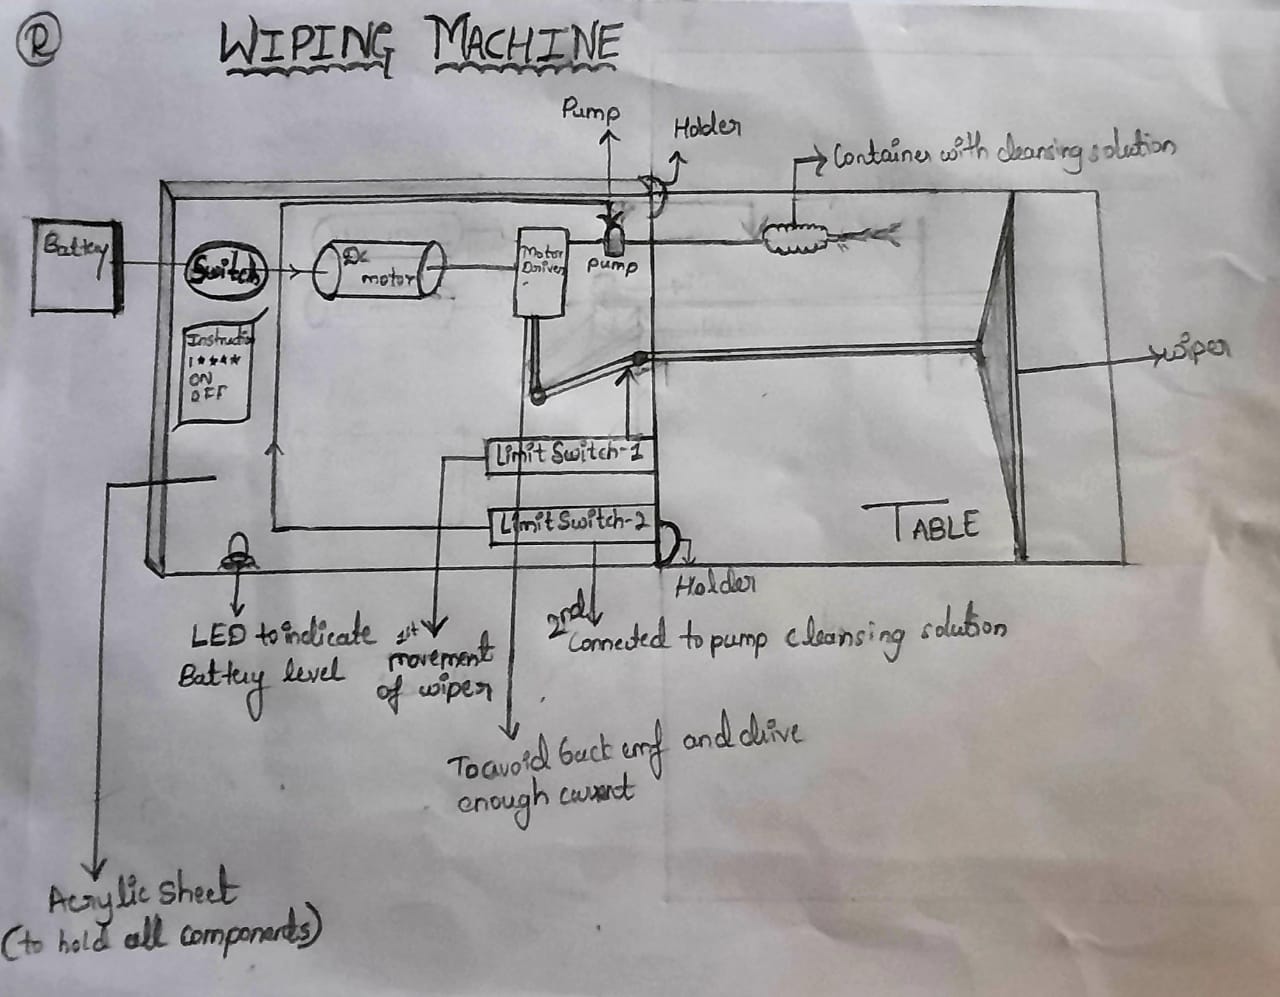 R
WIPING MACHINE
Pump
Holder
Container with cleansing solution
Battery
Switch
DC
motor
Motor
Driver
pump
Instructi
1****
ON
OFF
wiper
Limit Switch-1
Limit Switch-2
TABLE
Holder
LED to indicate
Battery level
1st
movement
of wiper
2nd
Connected to pump cleansing solution
To avoid back emf and drive
enough current
Acrylic sheet
(to hold all components)